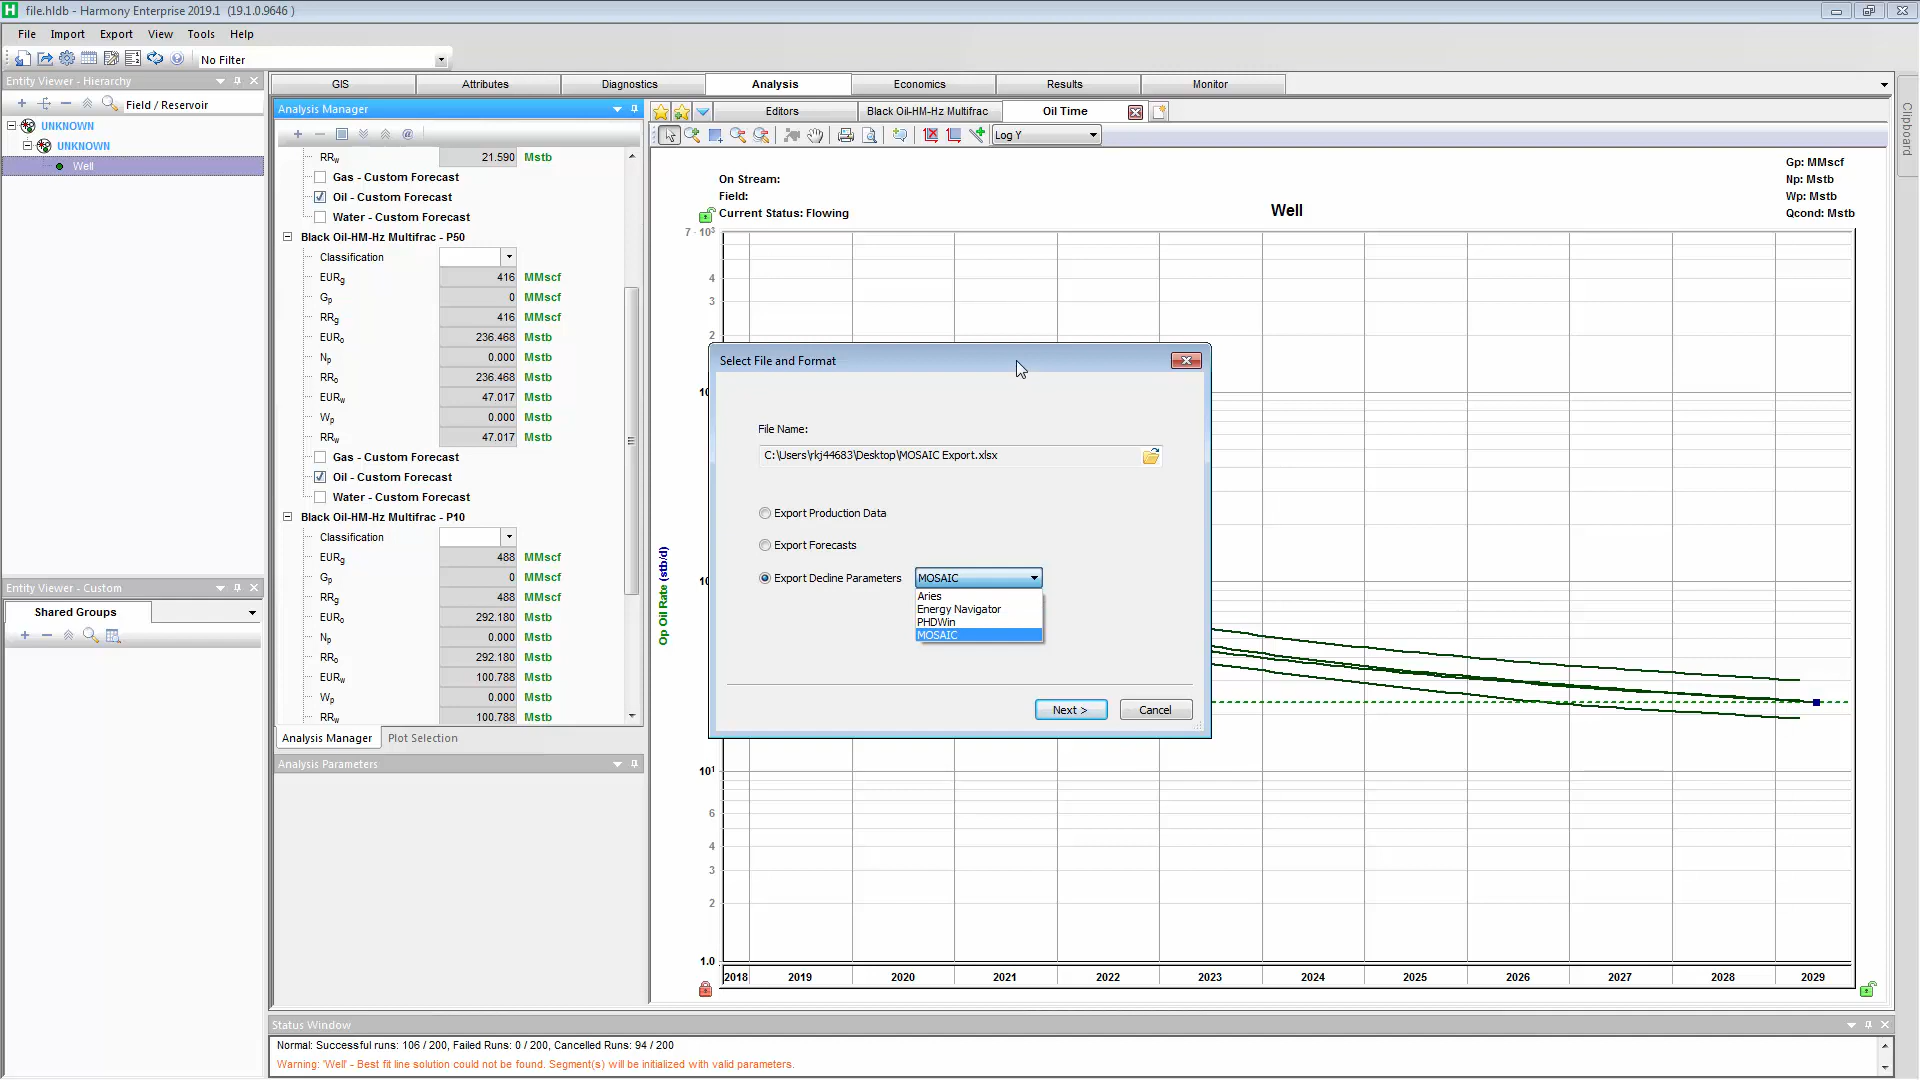 file.hldb - Harmony Enterprise 2019.1 (19.1.0.9646 )
File Import Export View Tools Help
No Filter
Entity Viewer - Hierarchy
Field / Reservoir
UNKNOWN
UNKNOWN
Well
Entity Viewer - Custom
Shared Groups
GIS Attributes Diagnostics Analysis Economics Results Monitor
Clipboard
Analysis Manager
RRw 21.590 Mstb
Gas - Custom Forecast
Oil - Custom Forecast
Water - Custom Forecast
Black Oil-HM-Hz Multifrac - P50
Classification
EURg 416 MMscf
Gp 0 MMscf
RRg 416 MMscf
EURo 236.468 Mstb
Np 0.000 Mstb
RRo 236.468 Mstb
EURw 47.017 Mstb
Wp 0.000 Mstb
RRw 47.017 Mstb
Gas - Custom Forecast
Oil - Custom Forecast
Water - Custom Forecast
Black Oil-HM-Hz Multifrac - P10
Classification
EURg 488 MMscf
Gp 0 MMscf
RRg 488 MMscf
EURo 292.180 Mstb
Np 0.000 Mstb
RRo 292.180 Mstb
EURw 100.788 Mstb
Wp 0.000 Mstb
RRw 100.788 Mstb
Analysis Manager Plot Selection
Analysis Parameters
Editors Black Oil-HM-Hz Multifrac Oil Time
Log Y
On Stream:
Field:
Current Status: Flowing
Well
Gp: MMscf
Np: Mstb
Wp: Mstb
Qcond: Mstb
7 · 10³
4
3
2
10¹
6
4
3
2
1.0
Op Oil Rate (stb/d)
2018 2019 2020 2021 2022 2023 2024 2025 2026 2027 2028 2029
Select File and Format
File Name:
C:\Users\rkj44683\Desktop\MOSAIC Export.xlsx
Export Production Data
Export Forecasts
Export Decline Parameters MOSAIC
Aries
Energy Navigator
PHDWin
MOSAIC
Next > Cancel
Status Window
Normal: Successful runs: 106 / 200, Failed Runs: 0 / 200, Cancelled Runs: 94 / 200
Warning: 'Well' - Best fit line solution could not be found. Segment(s) will be initialized with valid parameters.